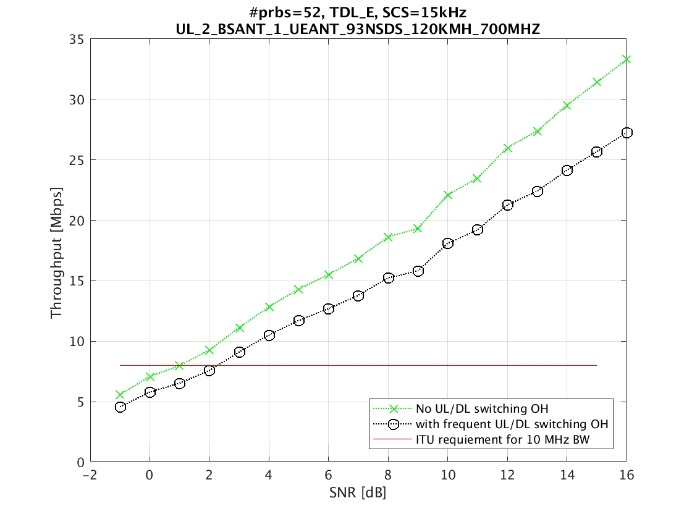 #prbs=52, TDL_E, SCS=15kHz
UL_2_BSANT_1_UEANT_93NSDS_120KMH_700MHZ
35
30
25
20
15
10
5
0
Throughput [Mbps]
No UL/DL switching OH
with frequent UL/DL switching OH
ITU requiement for 10 MHz BW
-2 0 2 4 6 8 10 12 14 16
SNR [dB]